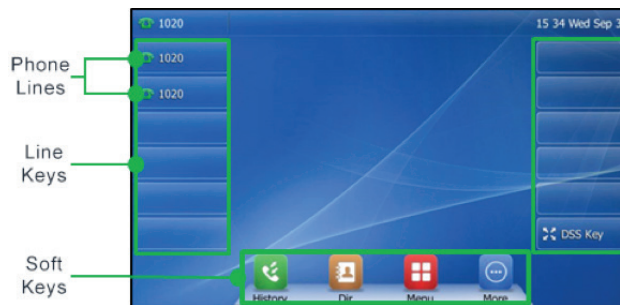 1020
15 34 Wed Sep 3
Phone
Lines
1020
1020
Line
Keys
DSS Key
Soft
Keys
History
Dir
Menu
More